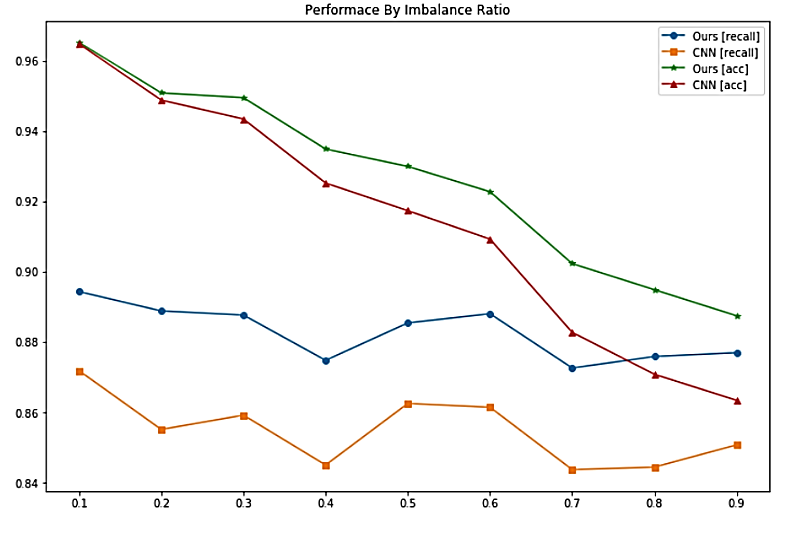 Performace By Imbalance Ratio
Ours [recall]
CNN [recall]
Ours [acc]
CNN [acc]
0.96
0.94
0.92
0.90
0.88
0.86
0.84
0.1 0.2 0.3 0.4 0.5 0.6 0.7 0.8 0.9